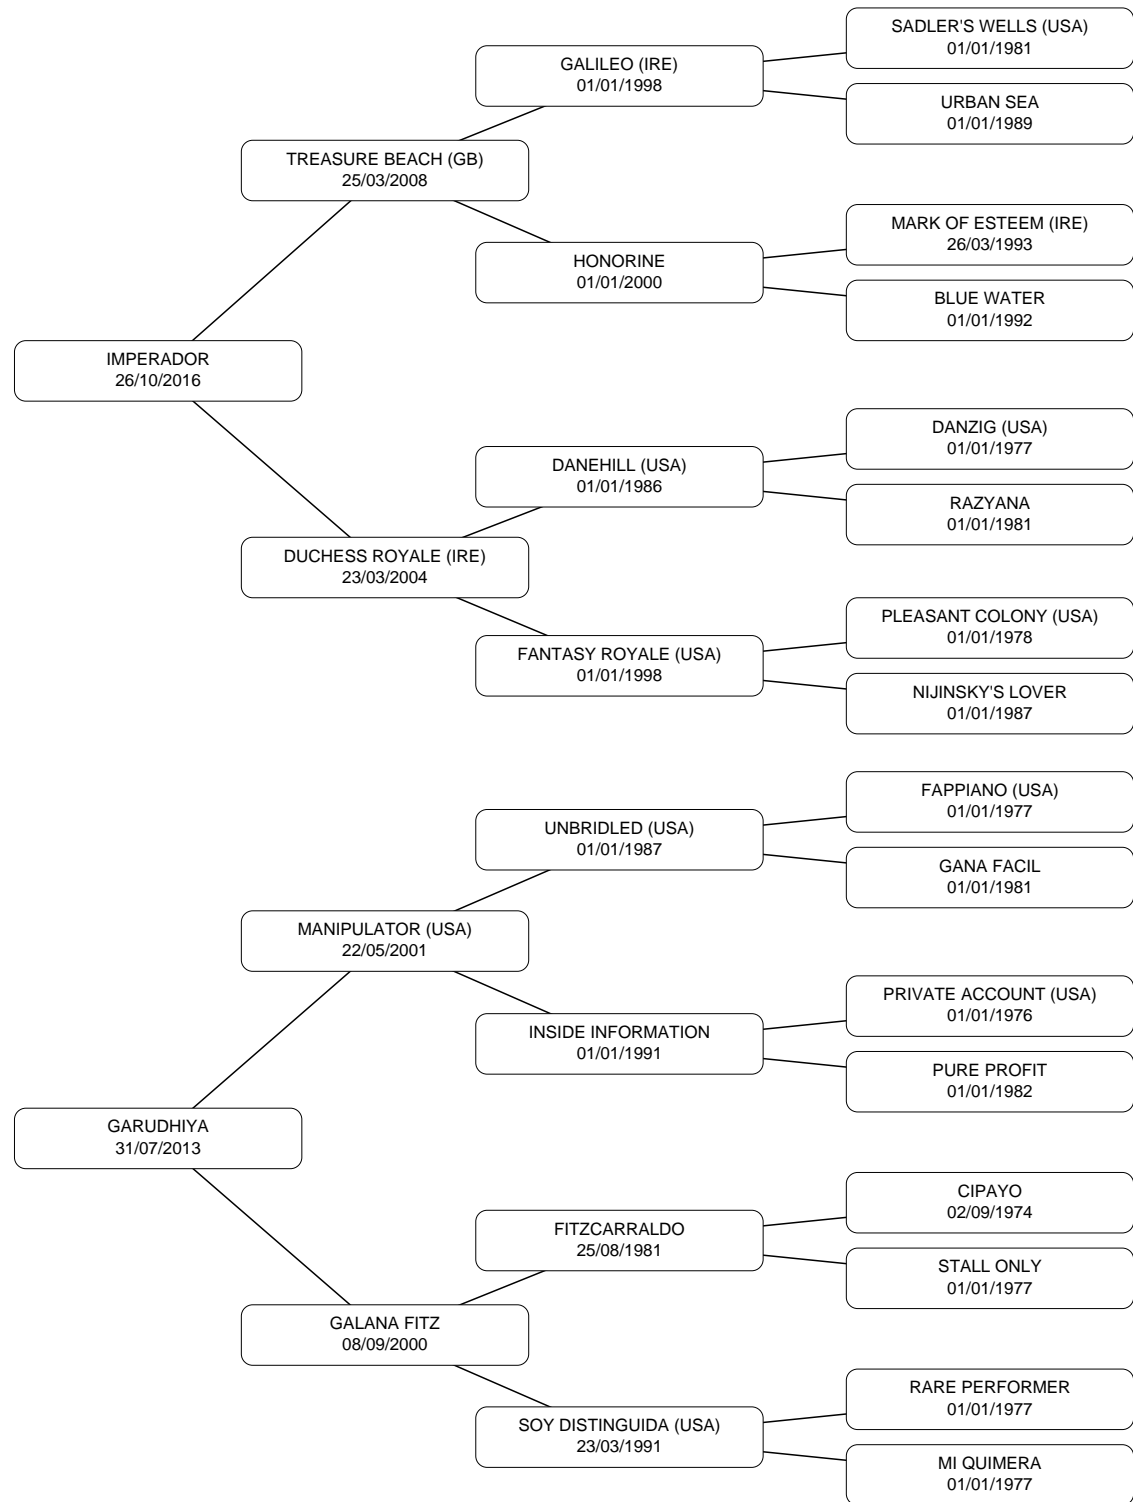 SADLER'S WELLS (USA)
01/01/1981
GALILEO (IRE)
01/01/1998
URBAN SEA
01/01/1989
TREASURE BEACH (GB)
25/03/2008
MARK OF ESTEEM (IRE)
26/03/1993
HONORINE
01/01/2000
BLUE WATER
01/01/1992
IMPERADOR
26/10/2016
DANZIG (USA)
01/01/1977
DANEHILL (USA)
01/01/1986
RAZYANA
01/01/1981
DUCHESS ROYALE (IRE)
23/03/2004
PLEASANT COLONY (USA)
01/01/1978
FANTASY ROYALE (USA)
01/01/1998
NIJINSKY'S LOVER
01/01/1987
FAPPIANO (USA)
01/01/1977
UNBRIDLED (USA)
01/01/1987
GANA FACIL
01/01/1981
MANIPULATOR (USA)
22/05/2001
PRIVATE ACCOUNT (USA)
01/01/1976
INSIDE INFORMATION
01/01/1991
PURE PROFIT
01/01/1982
GARUDHIYA
31/07/2013
CIPAYO
02/09/1974
FITZCARRALDO
25/08/1981
STALL ONLY
01/01/1977
GALANA FITZ
08/09/2000
RARE PERFORMER
01/01/1977
SOY DISTINGUIDA (USA)
23/03/1991
MI QUIMERA
01/01/1977